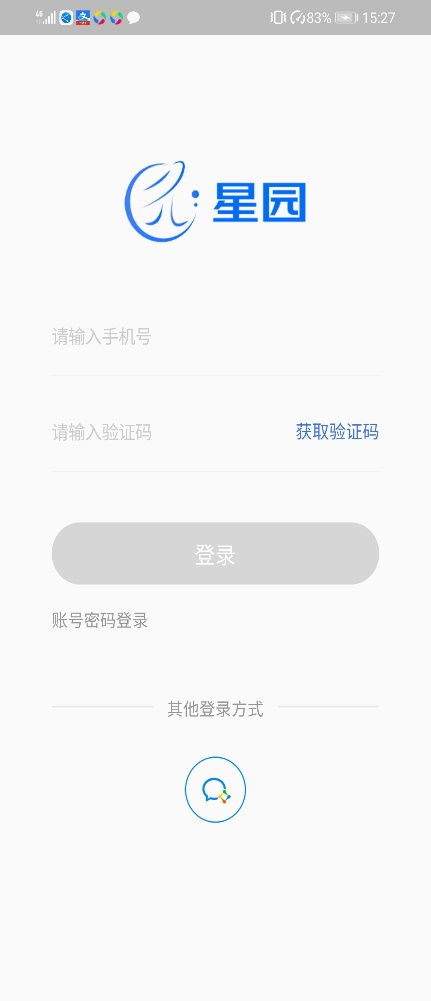 83% 15:27
星园
请输入手机号
请输入验证码 获取验证码
登录
账号密码登录
其他登录方式